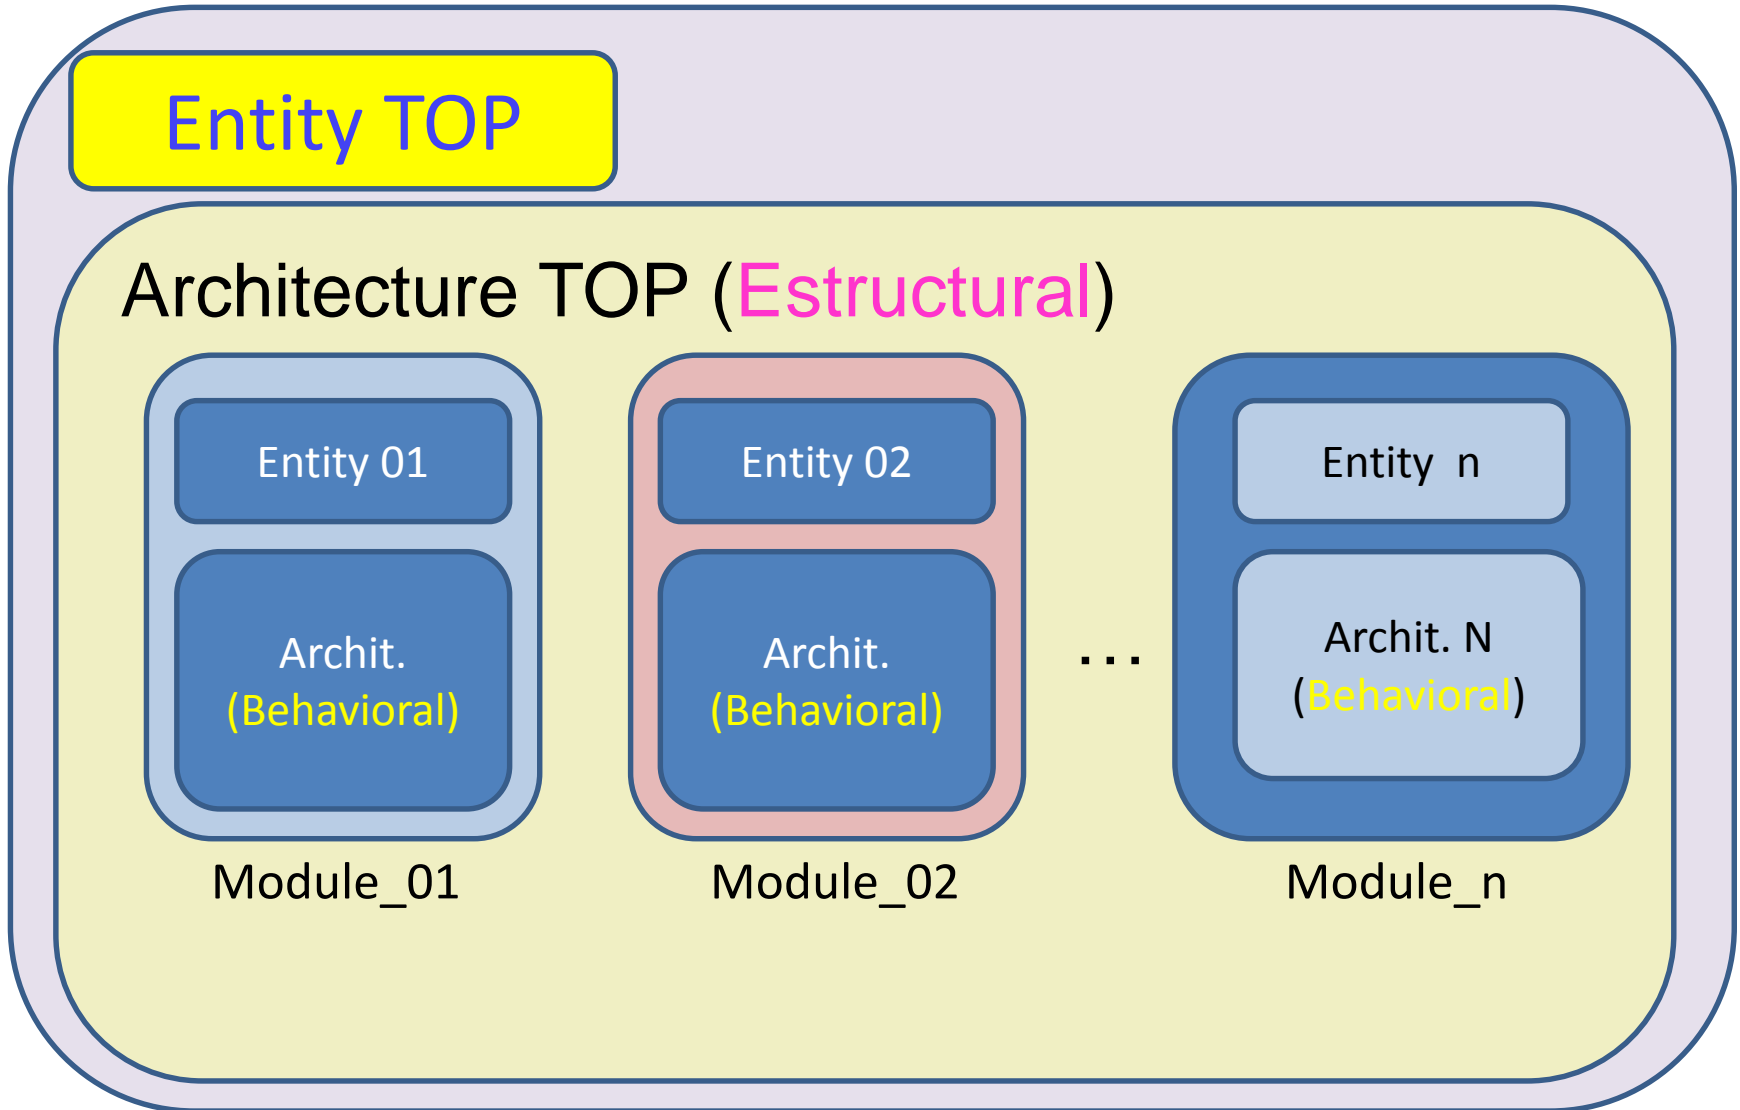 Entity TOP
Architecture TOP (Estructural)
Entity 01
Archit.
(Behavioral)
Module_01
Entity 02
Archit.
(Behavioral)
Module_02
…
Entity  n
Archit. N
(Behavioral)
Module_n